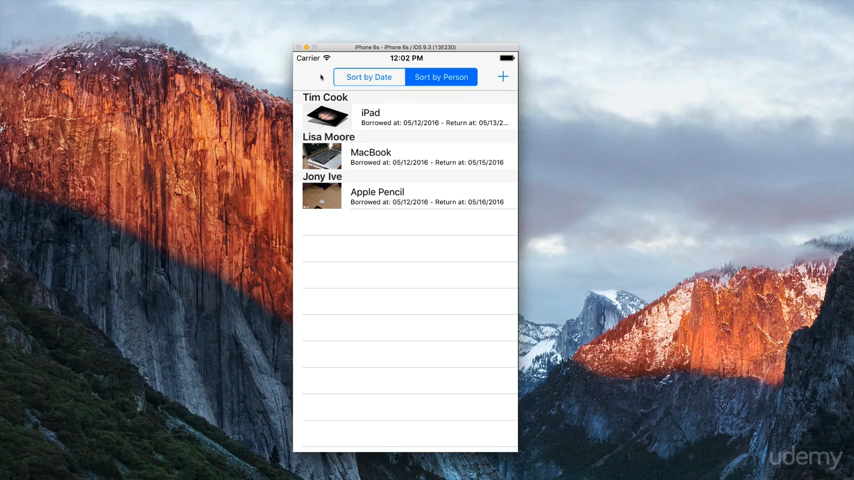 iPhone 6s - iPhone 6s / iOS 9.3 (13E230)
Carrier 12:02 PM
Sort by Date Sort by Person +
Tim Cook
iPad
Borrowed at: 05/12/2016 - Return at: 05/13/2...
Lisa Moore
MacBook
Borrowed at: 05/12/2016 - Return at: 05/15/2016
Jony Ive
Apple Pencil
Borrowed at: 05/12/2016 - Return at: 05/16/2016
udemy